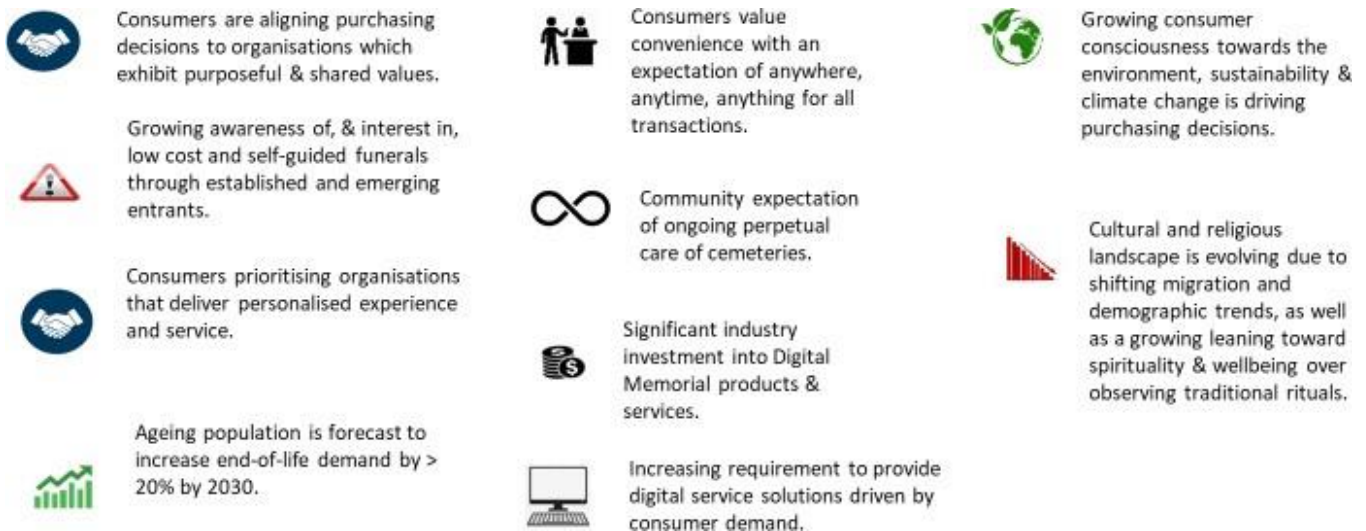 Consumers are aligning purchasing
decisions to organisations which
exhibit purposeful & shared values.
Growing awareness of, & interest in,
low cost and self-guided funerals
through established and emerging
entrants.
Consumers prioritising organisations
that deliver personalised experience
and service.
Ageing population is forecast to
increase end-of-life demand by >
20% by 2030.
Consumers value
convenience with an
expectation of anywhere,
anytime, anything for all
transactions.
Community expectation
of ongoing perpetual
care of cemeteries.
Significant industry
investment into Digital
Memorial products &
services.
Increasing requirement to provide
digital service solutions driven by
consumer demand.
Growing consumer
consciousness towards the
environment, sustainability &
climate change is driving
purchasing decisions.
Cultural and religious
landscape is evolving due to
shifting migration and
demographic trends, as well
as a growing leaning toward
spirituality & wellbeing over
observing traditional rituals.